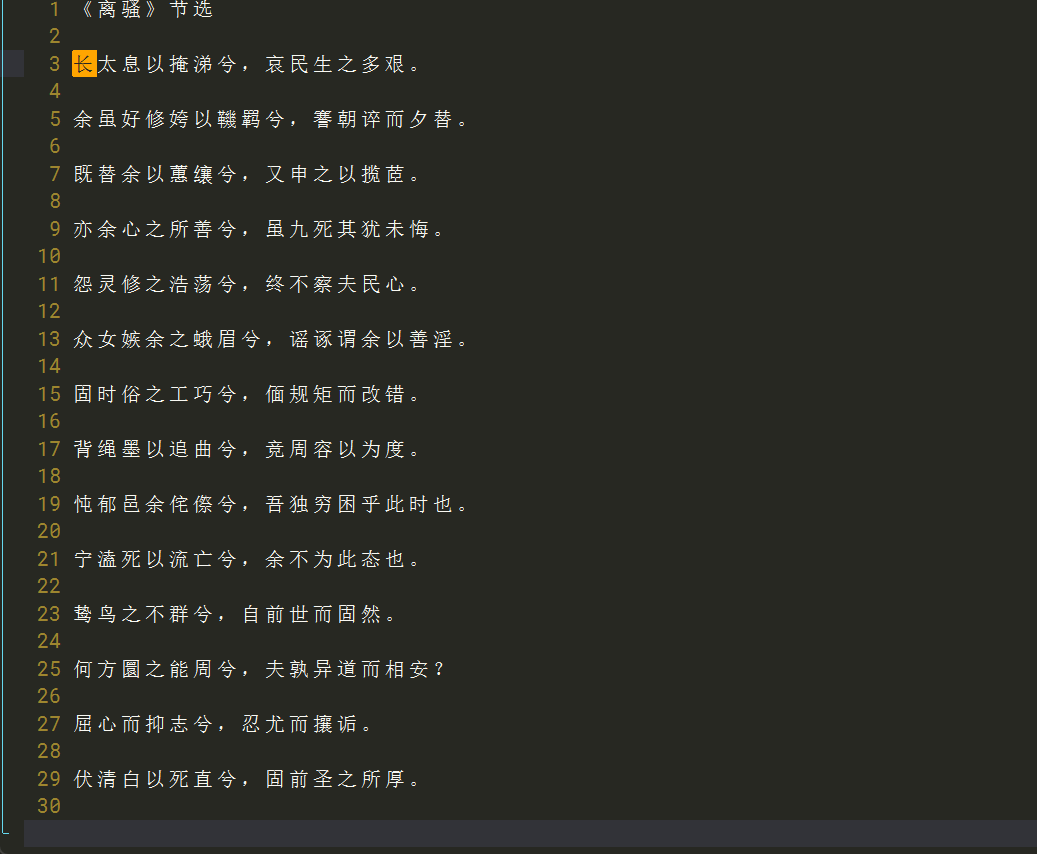 1 《离骚》节选
2
3 长太息以掩涕兮，哀民生之多艰。
4
5 余虽好修姱以鞿羁兮，謇朝谇而夕替。
6
7 既替余以蕙𬙋兮，又申之以揽茝。
8
9 亦余心之所善兮，虽九死其犹未悔。
10
11 怨灵修之浩荡兮，终不察夫民心。
12
13 众女嫉余之蛾眉兮，谣诼谓余以善淫。
14
15 固时俗之工巧兮，偭规矩而改错。
16
17 背绳墨以追曲兮，竞周容以为度。
18
19 忳郁邑余侘傺兮，吾独穷困乎此时也。
20
21 宁溘死以流亡兮，余不为此态也。
22
23 鸷鸟之不群兮，自前世而固然。
24
25 何方圜之能周兮，夫孰异道而相安？
26
27 屈心而抑志兮，忍尤而攘诟。
28
29 伏清白以死直兮，固前圣之所厚。
30